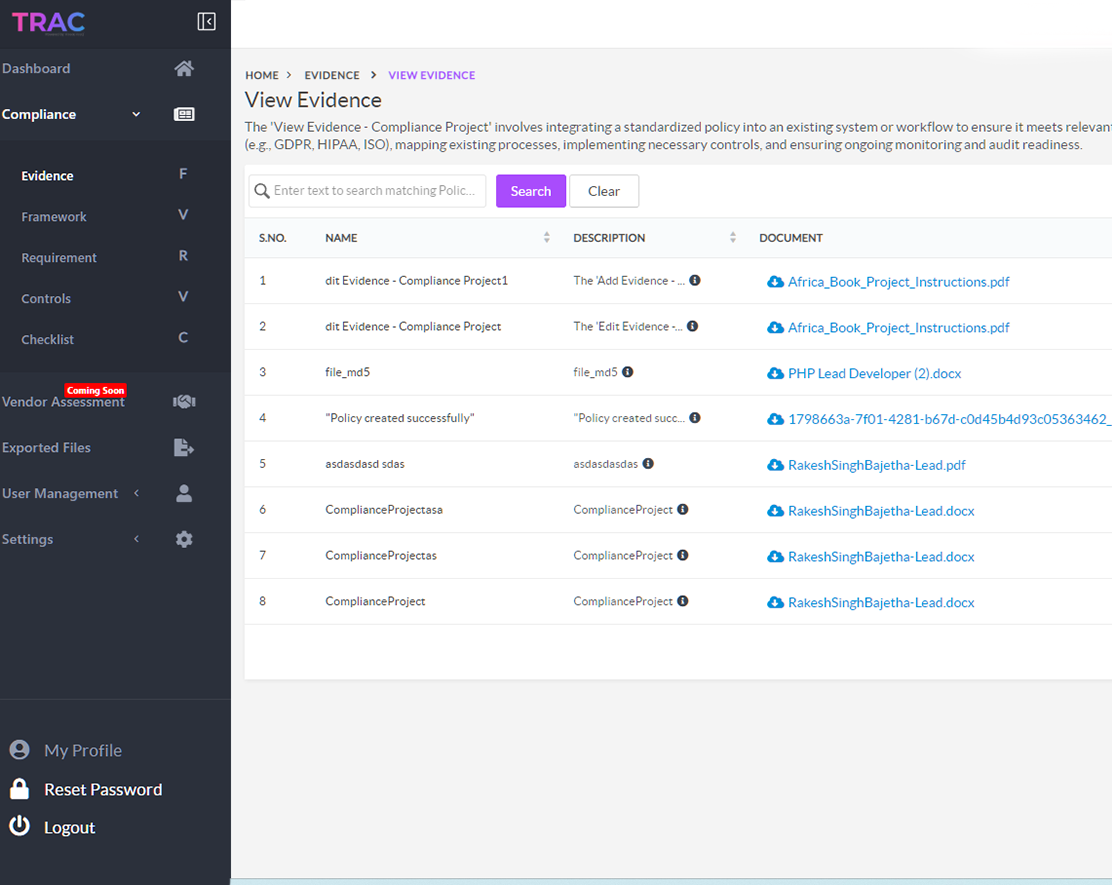 TRAC
Dashboard
Compliance
Evidence F
Framework V
Requirement R
Controls V
Checklist C
Coming Soon
Vendor Assessment
Exported Files
User Management
Settings
My Profile
Reset Password
Logout
HOME > EVIDENCE > VIEW EVIDENCE
View Evidence
The 'View Evidence - Compliance Project' involves integrating a standardized policy into an existing system or workflow to ensure it meets relevant
(e.g., GDPR, HIPAA, ISO), mapping existing processes, implementing necessary controls, and ensuring ongoing monitoring and audit readiness.
Enter text to search matching Polic... Search Clear
S.NO. NAME DESCRIPTION DOCUMENT
1 dit Evidence - Compliance Project1 The 'Add Evidence - ... Africa_Book_Project_Instructions.pdf
2 dit Evidence - Compliance Project The 'Edit Evidence -... Africa_Book_Project_Instructions.pdf
3 file_md5 file_md5 PHP Lead Developer (2).docx
4 "Policy created successfully" "Policy created succ... 1798663a-7f01-4281-b67d-c0d45b4d93c05363462_
5 asdasdasd sdas asdasdasdas RakeshSinghBajetha-Lead.pdf
6 ComplianceProjectasa ComplianceProject RakeshSinghBajetha-Lead.docx
7 ComplianceProjectas ComplianceProject RakeshSinghBajetha-Lead.docx
8 ComplianceProject ComplianceProject RakeshSinghBajetha-Lead.docx